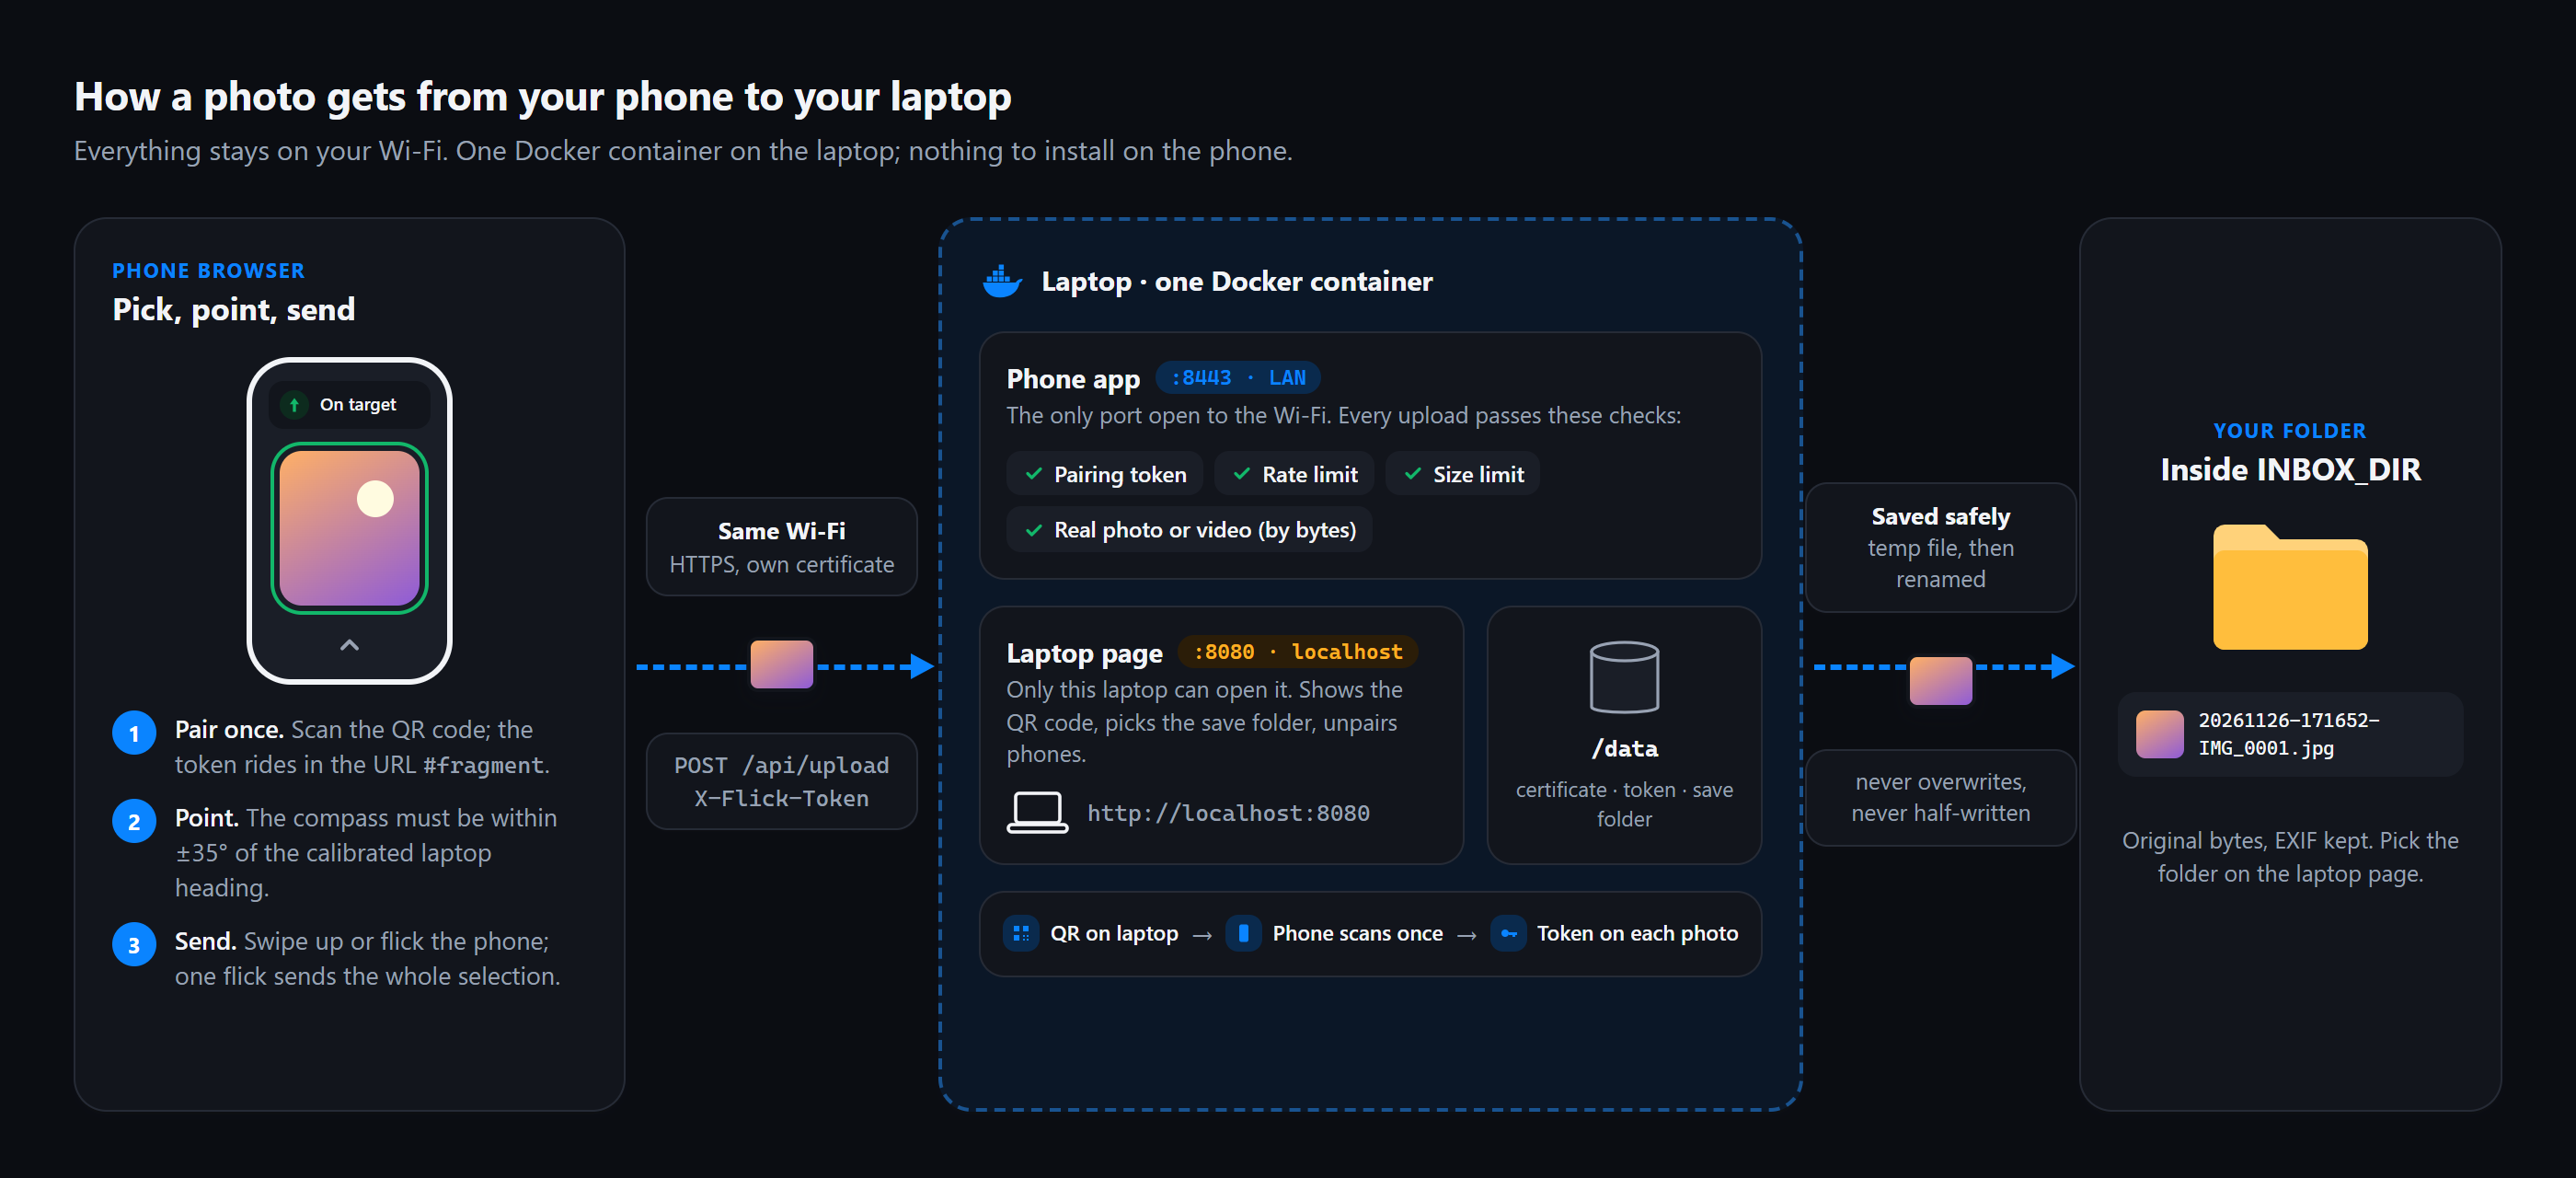 How a photo gets from your phone to your laptop
Everything stays on your Wi-Fi. One Docker container on the laptop; nothing to install on the phone.
PHONE BROWSER
Pick, point, send
On target
1
Pair once. Scan the QR code; the
token rides in the URL #fragment.
2
Point. The compass must be within
±35° of the calibrated laptop
heading.
3
Send. Swipe up or flick the phone;
one flick sends the whole selection.
Same Wi-Fi
HTTPS, own certificate
POST /api/upload
X-Flick-Token
Laptop · one Docker container
Phone app :8443 · LAN
The only port open to the Wi-Fi. Every upload passes these checks:
Pairing token
Rate limit
Size limit
Real photo or video (by bytes)
Laptop page :8080 · localhost
Only this laptop can open it. Shows the
QR code, picks the save folder, unpairs
phones.
http://localhost:8080
/data
certificate · token · save
folder
QR on laptop → Phone scans once → Token on each photo
Saved safely
temp file, then
renamed
never overwrites,
never half-written
YOUR FOLDER
Inside INBOX_DIR
20261126-171652-
IMG_0001.jpg
Original bytes, EXIF kept. Pick the
folder on the laptop page.